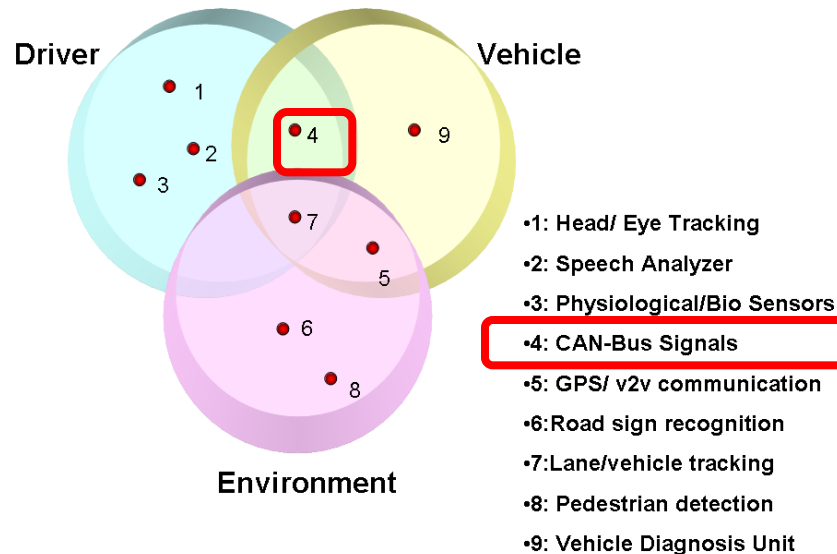 Driver
Vehicle
1
2
3
4
9
7
5
6
8
Environment
•1: Head/ Eye Tracking
•2: Speech Analyzer
•3: Physiological/Bio Sensors
•4: CAN-Bus Signals
•5: GPS/ v2v communication
•6:Road sign recognition
•7:Lane/vehicle tracking
•8: Pedestrian detection
•9: Vehicle Diagnosis Unit